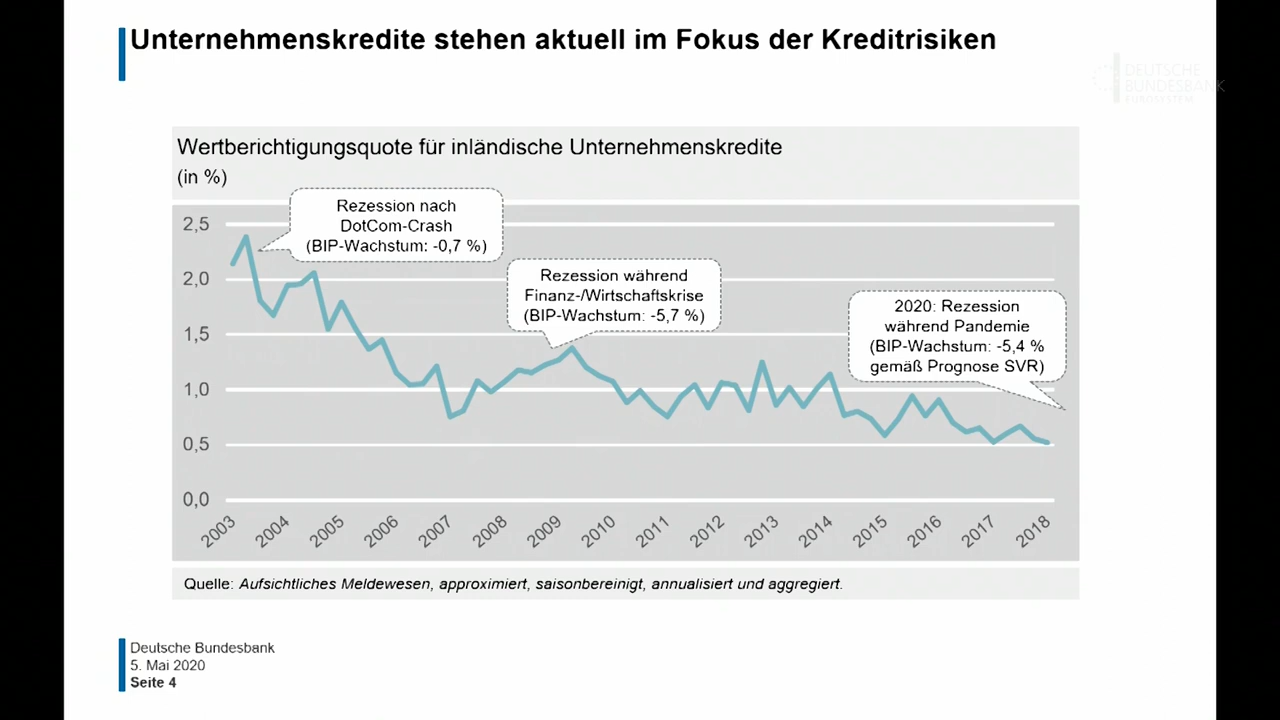 Unternehmenskredite stehen aktuell im Fokus der Kreditrisiken
DEUTSCHE
BUNDESBANK
EUROSYSTEM
Wertberichtigungsquote für inländische Unternehmenskredite
(in %)
Rezession nach
DotCom-Crash
(BIP-Wachstum: -0,7 %)
Rezession während
Finanz-/Wirtschaftskrise
(BIP-Wachstum: -5,7 %)
2020: Rezession
während Pandemie
(BIP-Wachstum: -5,4 %
gemäß Prognose SVR)
2,5
2,0
1,5
1,0
0,5
0,0
2003 2004 2005 2006 2007 2008 2009 2010 2011 2012 2013 2014 2015 2016 2017 2018
Quelle: Aufsichtliches Meldewesen, approximiert, saisonbereinigt, annualisiert und aggregiert.
Deutsche Bundesbank
5. Mai 2020
Seite 4